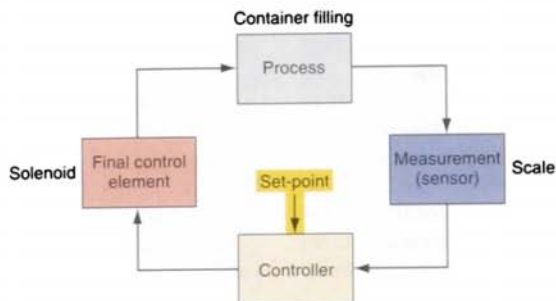 Container filling
Process
Solenoid
Final control
element
Set-point
Measurement
(sensor)
Scale
Controller